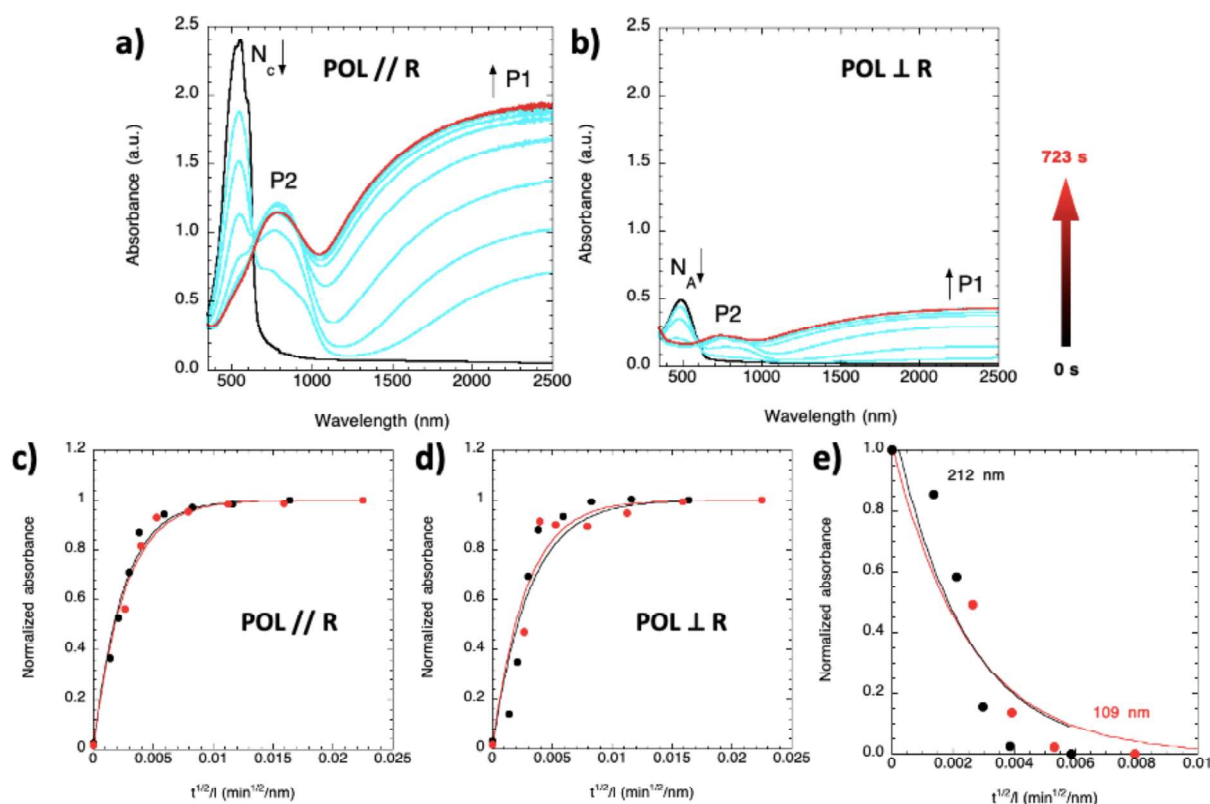 a)
N_c ↓
POL // R
↑ P1
P2
2.5
2.0
1.5
1.0
0.5
0.0
Absorbance (a.u.)
500 1000 1500 2000 2500
Wavelength (nm)
b)
POL ⊥ R
N_A ↓
P2
↑ P1
2.5
2.0
1.5
1.0
0.5
0.0
Absorbance (a.u.)
500 1000 1500 2000 2500
Wavelength (nm)
723 s
0 s
c)
1.2
1
0.8
0.6
0.4
0.2
0
Normalized absorbance
POL // R
0 0.005 0.01 0.015 0.02 0.025
t^1/2/l (min^1/2/nm)
d)
1.2
1
0.8
0.6
0.4
0.2
0
Normalized absorbance
POL ⊥ R
0 0.005 0.01 0.015 0.02 0.025
t^1/2/l (min^1/2/nm)
e)
1.0
0.8
0.6
0.4
0.2
0.0
Normalized absorbance
212 nm
109 nm
0 0.002 0.004 0.006 0.008 0.01
t^1/2/l (min^1/2/nm)